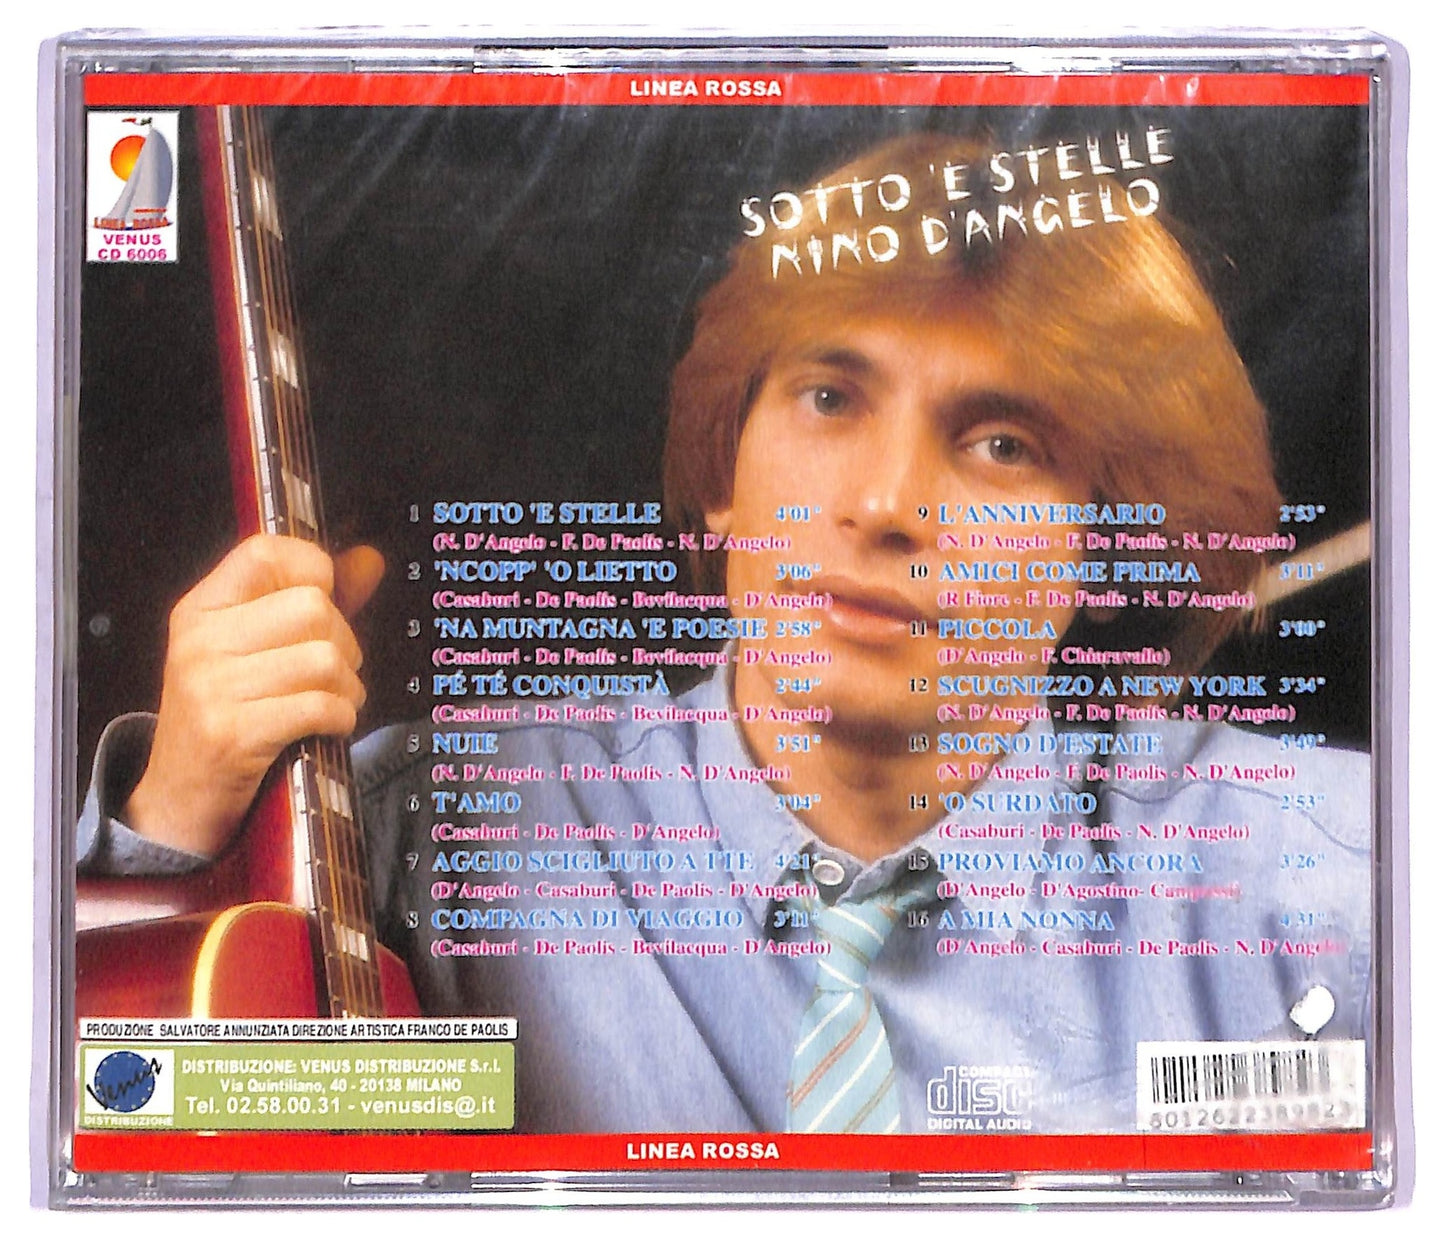 LINEA ROSSA
LINEA ROSSA
VENUS
CD 6006
SOTTO 'E STELLE
NINO D'ANGELO
1 SOTTO 'E STELLE 4'01"
(N. D'Angelo - F. De Paolis - N. D'Angelo)
2 'NCOPP' 'O LIETTO 3'06"
(Casaburi - De Paolis - Bevilacqua - D'Angelo)
3 'NA MUNTAGNA 'E POESIE 2'58"
(Casaburi - De Paolis - Bevilacqua - D'Angelo)
4 PÉ TÉ CONQUISTÀ 2'44"
(Casaburi - De Paolis - Bevilacqua - D'Angelo)
5 NUIE 3'51"
(N. D'Angelo - F. De Paolis - N. D'Angelo)
6 T'AMO 3'04"
(Casaburi - De Paolis - D'Angelo)
7 AGGIO SCIGLIUTO A TTE 4'21"
(D'Angelo - Casaburi - De Paolis - D'Angelo)
8 COMPAGNA DI VIAGGIO 3'11"
(Casaburi - De Paolis - Bevilacqua - D'Angelo)
9 L'ANNIVERSARIO 2'53"
(N. D'Angelo - F. De Paolis - N. D'Angelo)
10 AMICI COME PRIMA 3'11"
(R Fiore - F. De Paolis - N. D'Angelo)
11 PICCOLA 3'00"
(D'Angelo - F. Chiaravalle)
12 SCUGNIZZO A NEW YORK 3'34"
(N. D'Angelo - F. De Paolis - N. D'Angelo)
13 SOGNO D'ESTATE 3'49"
(N. D'Angelo - F. De Paolis - N. D'Angelo)
14 'O SURDATO 2'53"
(Casaburi - De Paolis - N. D'Angelo)
15 PROVIAMO ANCORA 3'26"
(D'Angelo - D'Agostino-
16 A MIA NONNA 4'31"
(D'Angelo - Casaburi - De Paolis - N. D'Angelo)
PRODUZIONE SALVATORE ANNUNZIATA DIREZIONE ARTISTICA FRANCO DE PAOLIS
Venus
DISTRIBUZIONE
DISTRIBUZIONE: VENUS DISTRIBUZIONE S.r.l.
Via Quintiliano, 40 - 20138 MILANO
Tel. 02.58.00.31 - venusdis@.it
COMPACT
disc
DIGITAL AUDIO
8012622389823
LINEA ROSSA